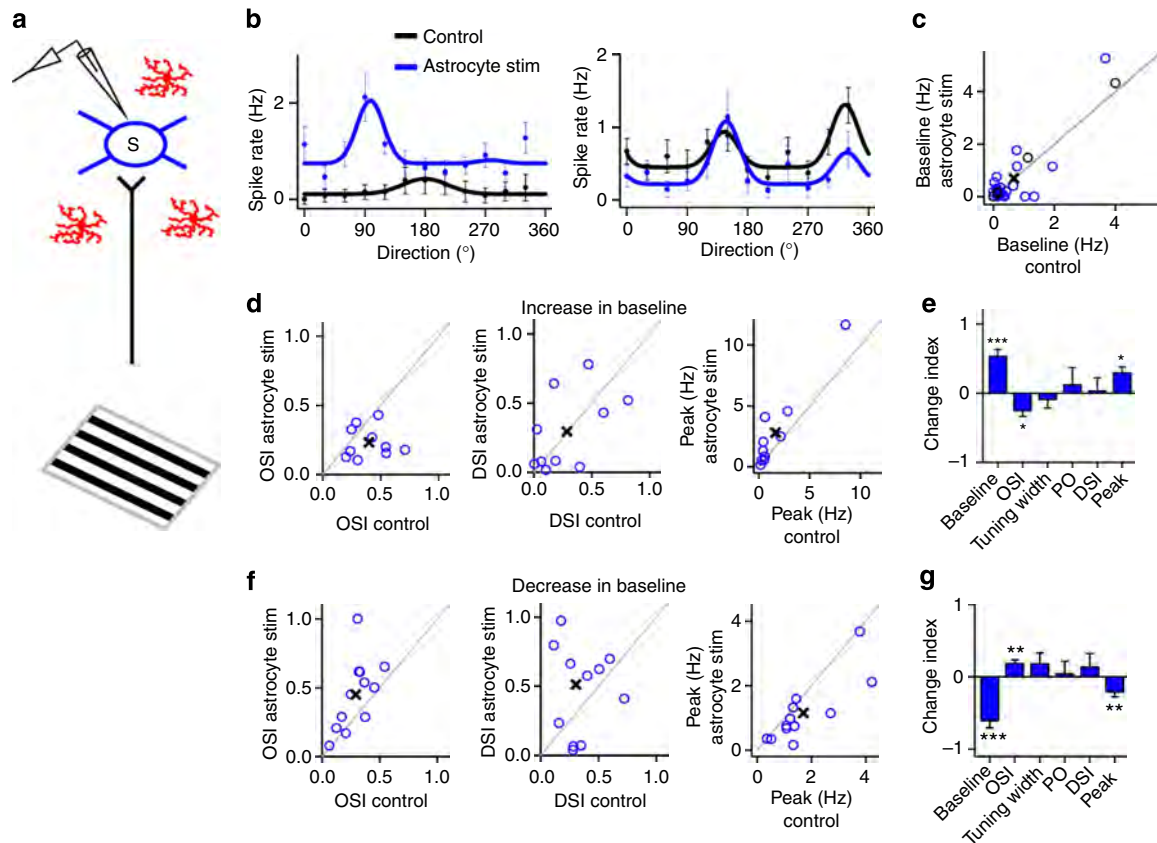 a
S
b
Control
Astrocyte stim
Spike rate (Hz)
2
0
0 90 180 270 360
Direction (°)
Spike rate (Hz)
2
1
0
0 90 180 270 360
Direction (°)
c
Baseline (Hz)
astrocyte stim
4
2
0
0 2 4
Baseline (Hz)
control
d
Increase in baseline
OSI astrocyte stim
1.0
0.5
0.0
0.0 0.5 1.0
OSI control
DSI astrocyte stim
1.0
0.5
0.0
0.0 0.5 1.0
DSI control
Peak (Hz)
astrocyte stim
10
5
0
0 5 10
Peak (Hz)
control
e
Change index
1
0
−1
***
*
*
Baseline
OSI
Tuning width
PO
DSI
Peak
f
Decrease in baseline
OSI astrocyte stim
1.0
0.5
0.0
0.0 0.5 1.0
OSI control
DSI astrocyte stim
1.0
0.5
0.0
0.0 0.5 1.0
DSI control
Peak (Hz)
astrocyte stim
4
2
0
0 2 4
Peak (Hz)
control
g
Change index
1
0
−1
***
**
**
Baseline
OSI
Tuning width
PO
DSI
Peak